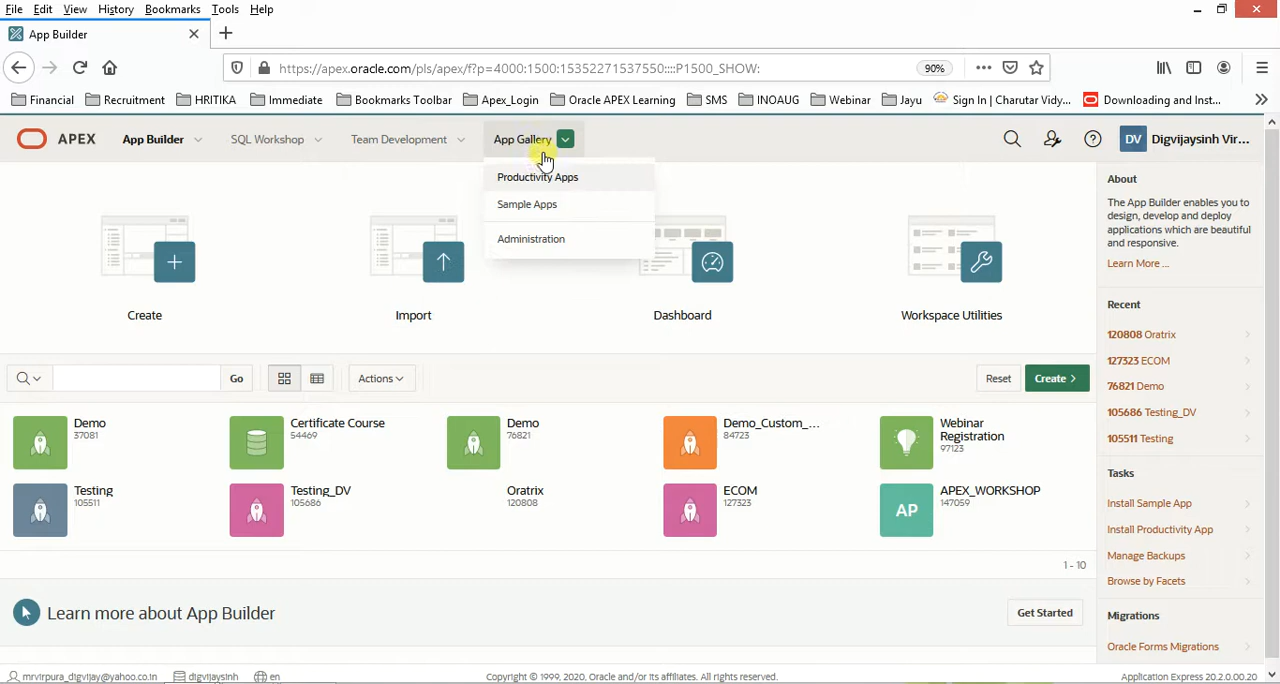 File Edit View History Bookmarks Tools Help
App Builder
https://apex.oracle.com/pls/apex/f?p=4000:1500:15352271537550::::P1500_SHOW:
90%
Financial Recruitment HRITIKA Immediate Bookmarks Toolbar Apex_Login Oracle APEX Learning SMS INOAUG Webinar Jayu Sign In | Charutar Vidy... Downloading and Inst...
APEX App Builder SQL Workshop Team Development App Gallery DV Digvijaysinh Vir...
Productivity Apps
Sample Apps
Administration
Create Import Dashboard Workspace Utilities
Go Actions Reset Create
Demo
37081
Certificate Course
54469
Demo
76821
Demo_Custom_...
84723
Webinar
Registration
97123
Testing
105511
Testing_DV
105686
Oratrix
120808
ECOM
127323
AP
APEX_WORKSHOP
147059
1 - 10
Learn more about App Builder Get Started
About
The App Builder enables you to
design, develop and deploy
applications which are beautiful
and responsive.
Learn More ...
Recent
120808 Oratrix
127323 ECOM
76821 Demo
105686 Testing_DV
105511 Testing
Tasks
Install Sample App
Install Productivity App
Manage Backups
Browse by Facets
Migrations
Oracle Forms Migrations
mrvirpura_digvijay@yahoo.co.in digvijaysinh en Copyright © 1999, 2020, Oracle and/or its affiliates. All rights reserved. Application Express 20.2.0.00.20